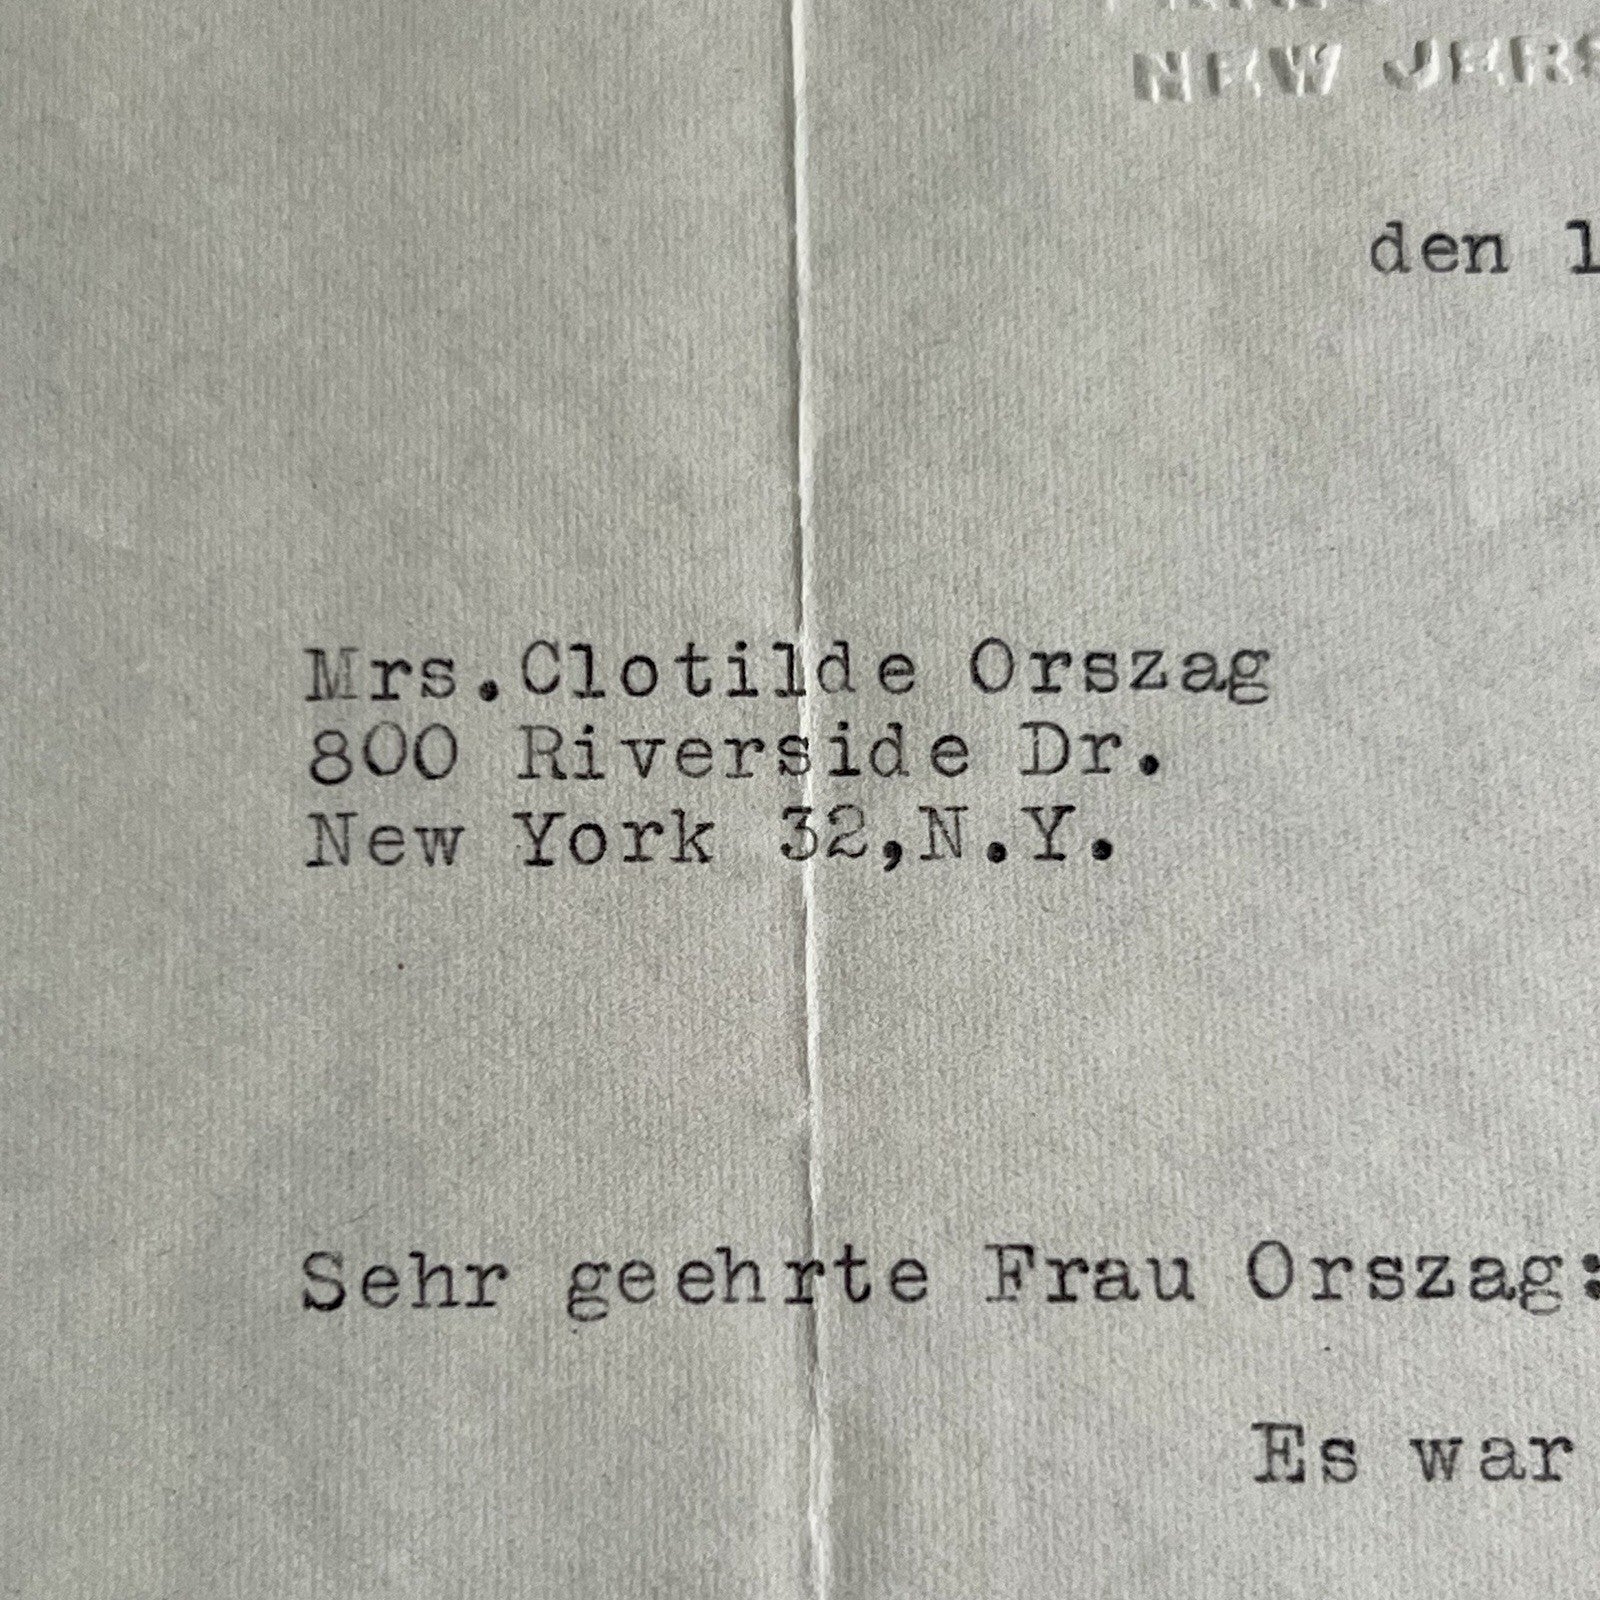 NEW JERS
den 1
Mrs.Clotilde Orszag
800 Riverside Dr.
New York 32,N.Y.
Sehr geehrte Frau Orszag:
Es war